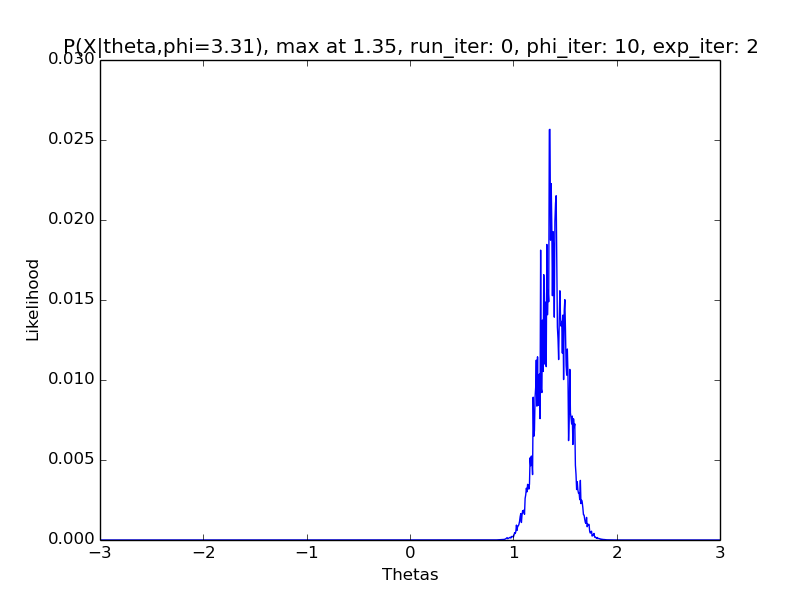 P(X|theta,phi=3.31), max at 1.35, run_iter: 0, phi_iter: 10, exp_iter: 2
0.030
0.025
0.020
0.015
0.010
0.005
0.000
Likelihood
−3 −2 −1 0 1 2 3
Thetas